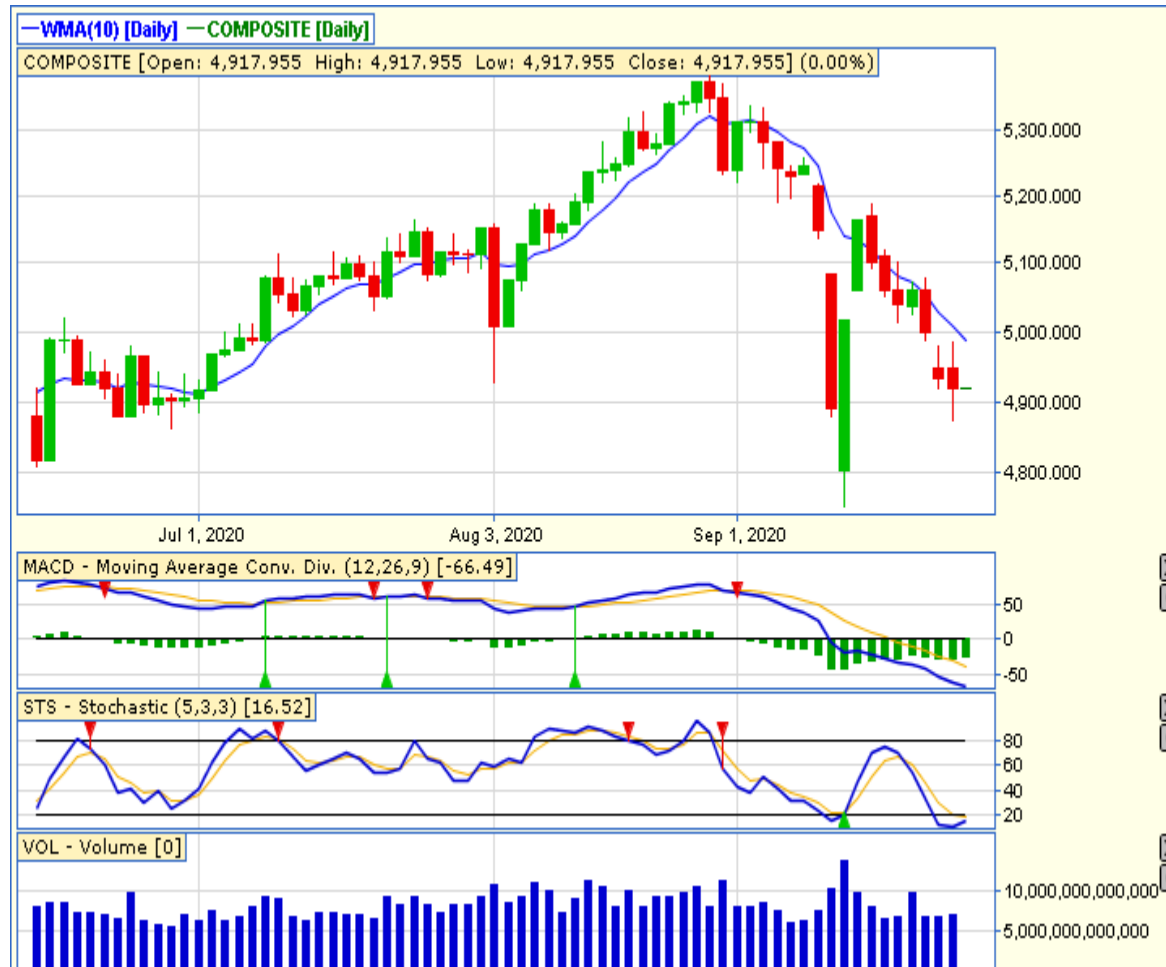 WMA(10) [Daily] COMPOSITE [Daily]
COMPOSITE [Open: 4,917.955 High: 4,917.955 Low: 4,917.955 Close: 4,917.955] (0.00%)
5,300.000
5,200.000
5,100.000
5,000.000
4,900.000
4,800.000
Jul 1, 2020 Aug 3, 2020 Sep 1, 2020
MACD - Moving Average Conv. Div. (12,26,9) [-66.49]
50
0
-50
STS - Stochastic (5,3,3) [16.52]
80
60
40
20
VOL - Volume [0]
10,000,000,000,000
5,000,000,000,000